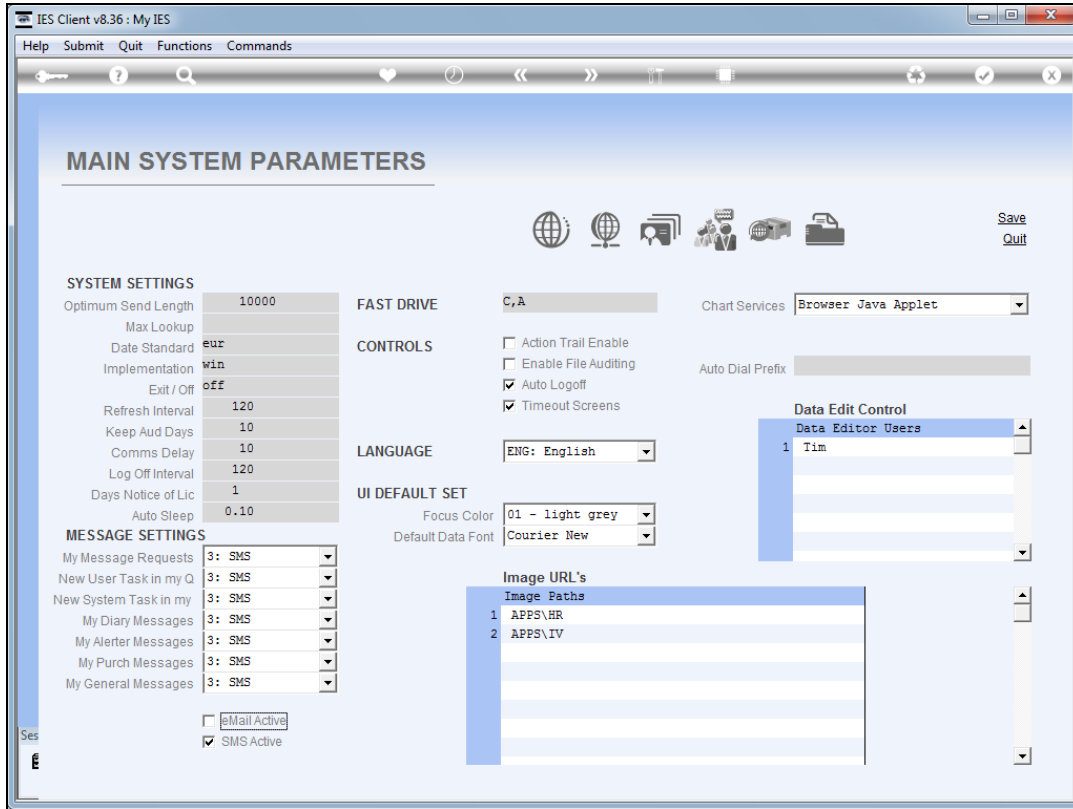 IES Client v8.36 : My IES
Help Submit Quit Functions Commands
MAIN SYSTEM PARAMETERS
Save
Quit
SYSTEM SETTINGS
Optimum Send Length 10000
Max Lookup
Date Standard eur
Implementation win
Exit / Off off
Refresh Interval 120
Keep Aud Days 10
Comms Delay 10
Log Off Interval 120
Days Notice of Lic 1
Auto Sleep 0.10
MESSAGE SETTINGS
My Message Requests 3: SMS
New User Task in my Q 3: SMS
New System Task in my 3: SMS
My Diary Messages 3: SMS
My Alerter Messages 3: SMS
My Purch Messages 3: SMS
My General Messages 3: SMS
eMail Active
SMS Active
FAST DRIVE C,A
CONTROLS
Action Trail Enable
Enable File Auditing
Auto Logoff
Timeout Screens
LANGUAGE ENG: English
UI DEFAULT SET
Focus Color 01 - light grey
Default Data Font Courier New
Chart Services Browser Java Applet
Auto Dial Prefix
Data Edit Control
Data Editor Users
1 Tim
Image URL's
Image Paths
1 APPS\HR
2 APPS\IV
Ses